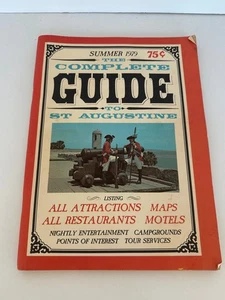 SUMMER 1975
75¢
THE
COMPLETE
GUIDE
TO
ST AUGUSTINE
LISTING
ALL ATTRACTIONS MAPS
ALL RESTAURANTS MOTELS
NIGHTLY ENTERTAINMENT CAMPGROUNDS
POINTS OF INTEREST TOUR SERVICES